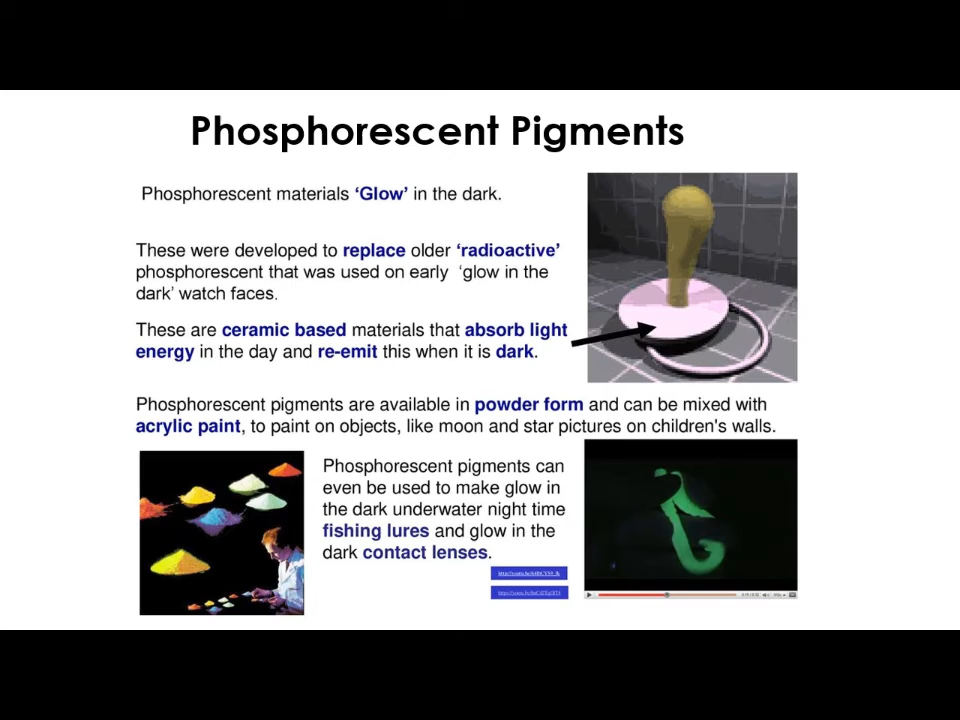 Phosphorescent Pigments
Phosphorescent materials ‘Glow’ in the dark.
These were developed to replace older ‘radioactive’
phosphorescent that was used on early ‘glow in the
dark’ watch faces.
These are ceramic based materials that absorb light
energy in the day and re-emit this when it is dark.
Phosphorescent pigments are available in powder form and can be mixed with
acrylic paint, to paint on objects, like moon and star pictures on children's walls.
Phosphorescent pigments can
even be used to make glow in
the dark underwater night time
fishing lures and glow in the
dark contact lenses.